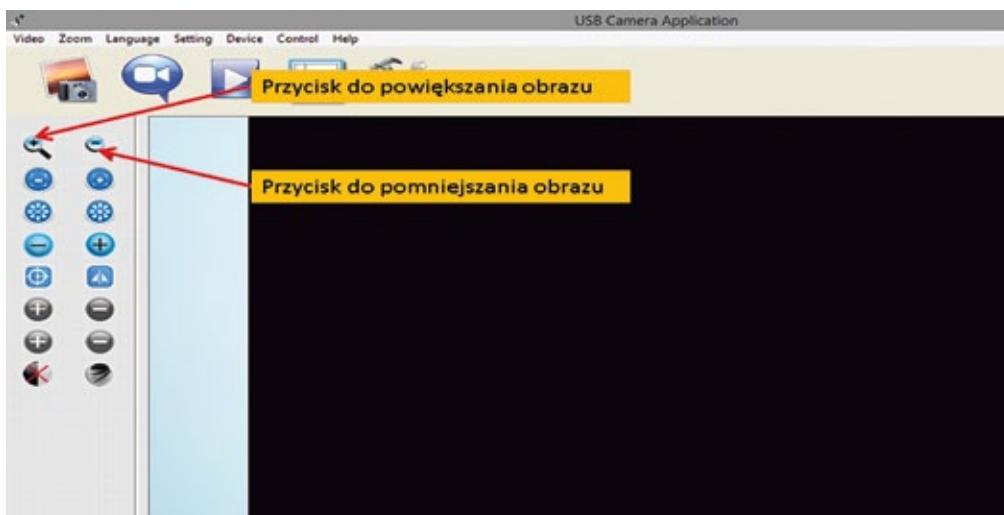 USB Camera Application
Video Zoom Language Setting Device Control Help
Przycisk do powiększania obrazu
Przycisk do pomniejszania obrazu